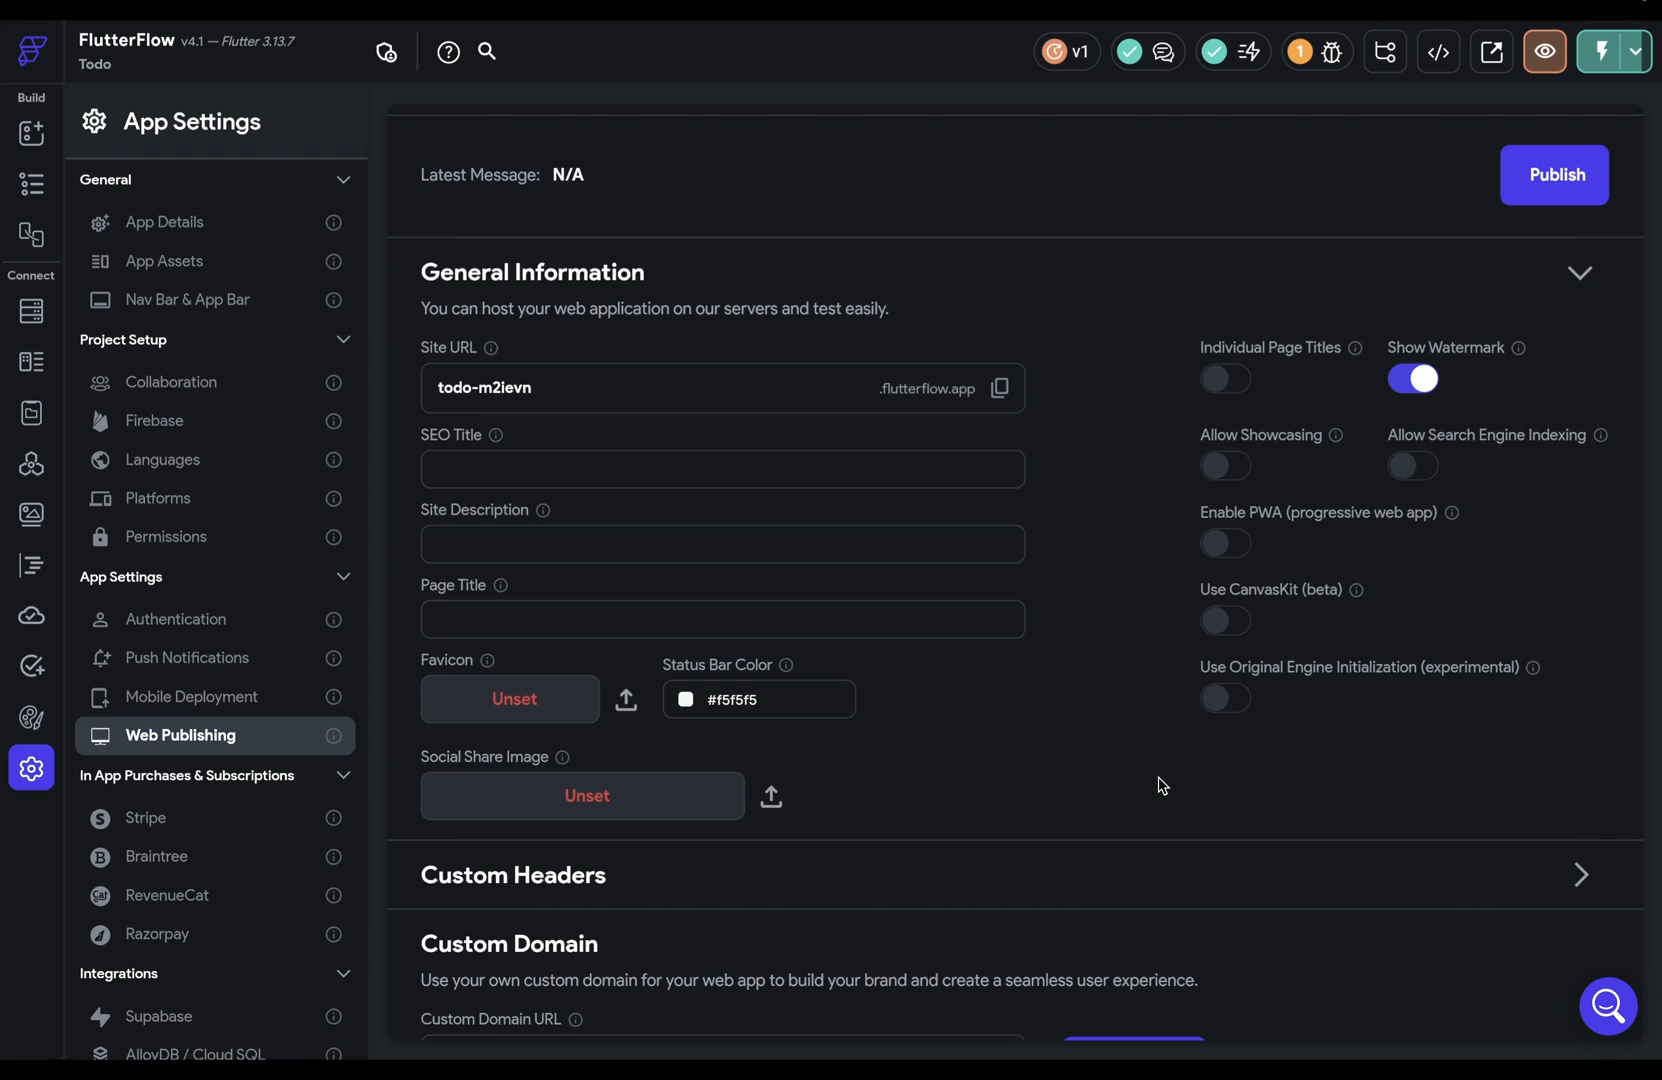 FlutterFlow v4.1 — Flutter 3.13.7
Todo
v1
1
Build
Connect
App Settings
General
App Details
App Assets
Nav Bar & App Bar
Project Setup
Collaboration
Firebase
Languages
Platforms
Permissions
App Settings
Authentication
Push Notifications
Mobile Deployment
Web Publishing
In App Purchases & Subscriptions
Stripe
Braintree
RevenueCat
Razorpay
Integrations
Supabase
AlloyDB / Cloud SQL
Latest Message: N/A
Publish
General Information
You can host your web application on our servers and test easily.
Site URL
todo-m2ievn .flutterflow.app
SEO Title
Site Description
Page Title
Favicon
Unset
Status Bar Color
#f5f5f5
Social Share Image
Unset
Individual Page Titles
Show Watermark
Allow Showcasing
Allow Search Engine Indexing
Enable PWA (progressive web app)
Use CanvasKit (beta)
Use Original Engine Initialization (experimental)
Custom Headers
Custom Domain
Use your own custom domain for your web app to build your brand and create a seamless user experience.
Custom Domain URL